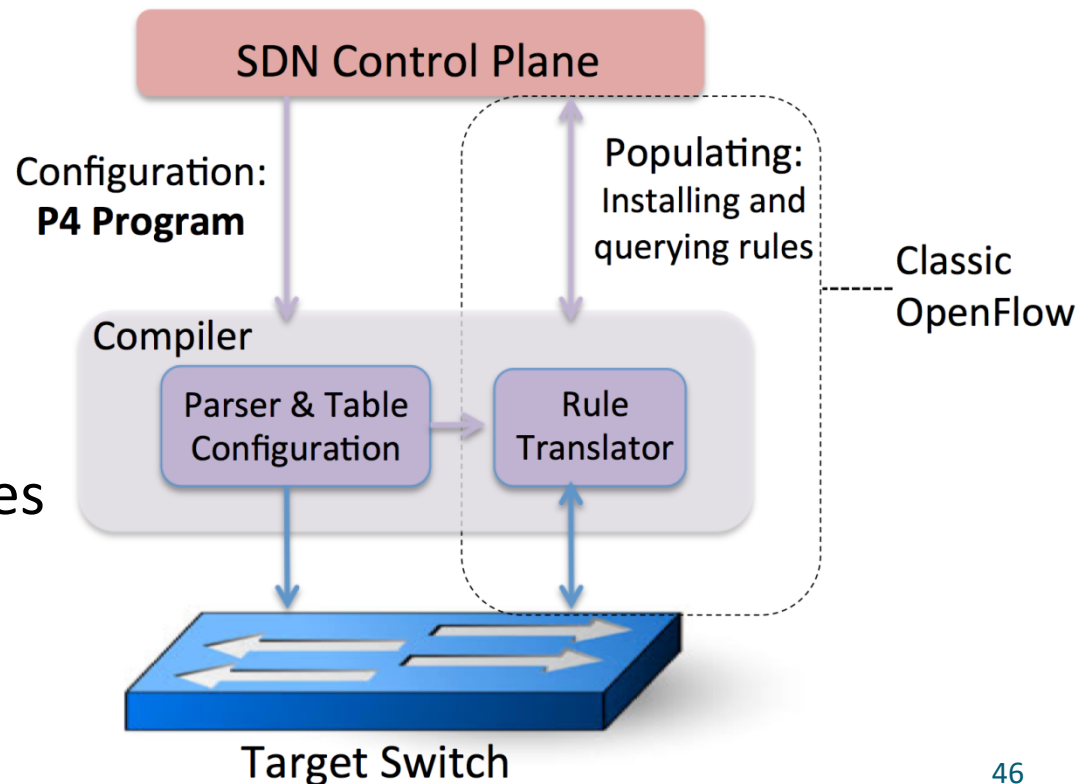 SDN Control Plane
Configuration:
P4 Program
Populating:
Installing and
querying rules
Classic
OpenFlow
Compiler
Parser & Table
Configuration
Rule
Translator
es
Target Switch
46